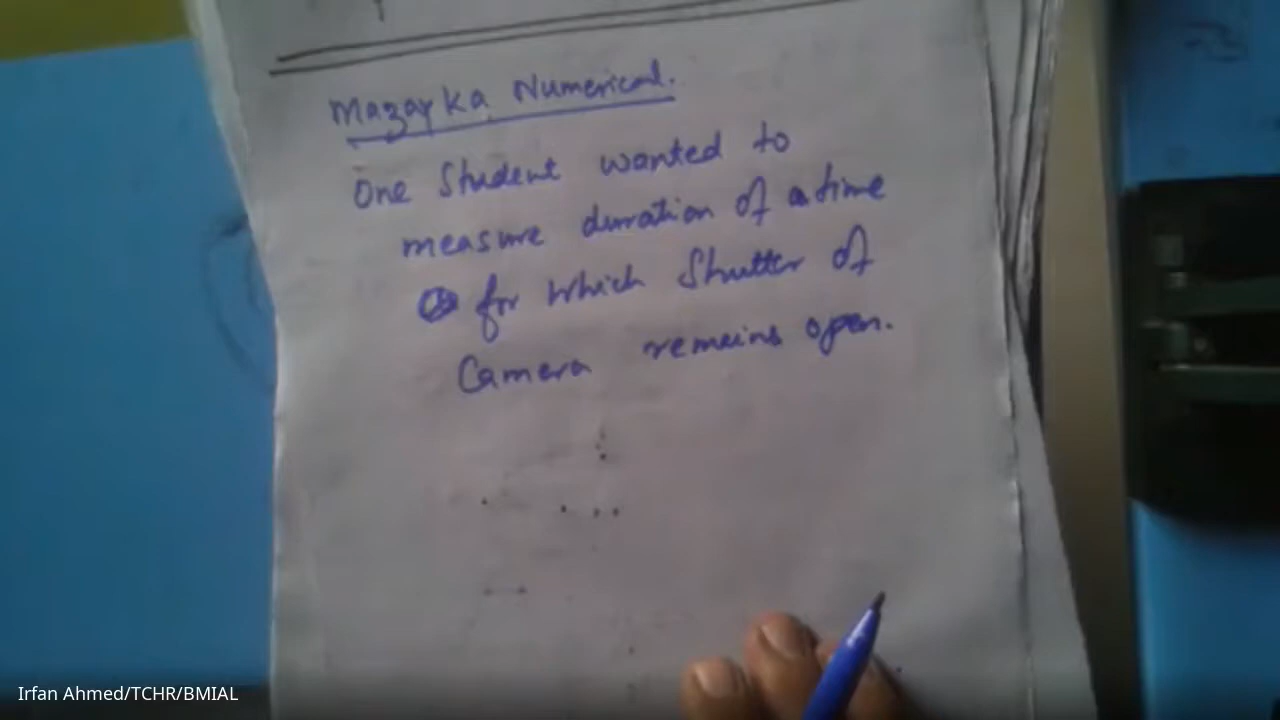 Mazay ka Numerical.
One Student wanted to
measure duration of a time
for which Shutter of
Camera remains open.
Irfan Ahmed/TCHR/BMIAL